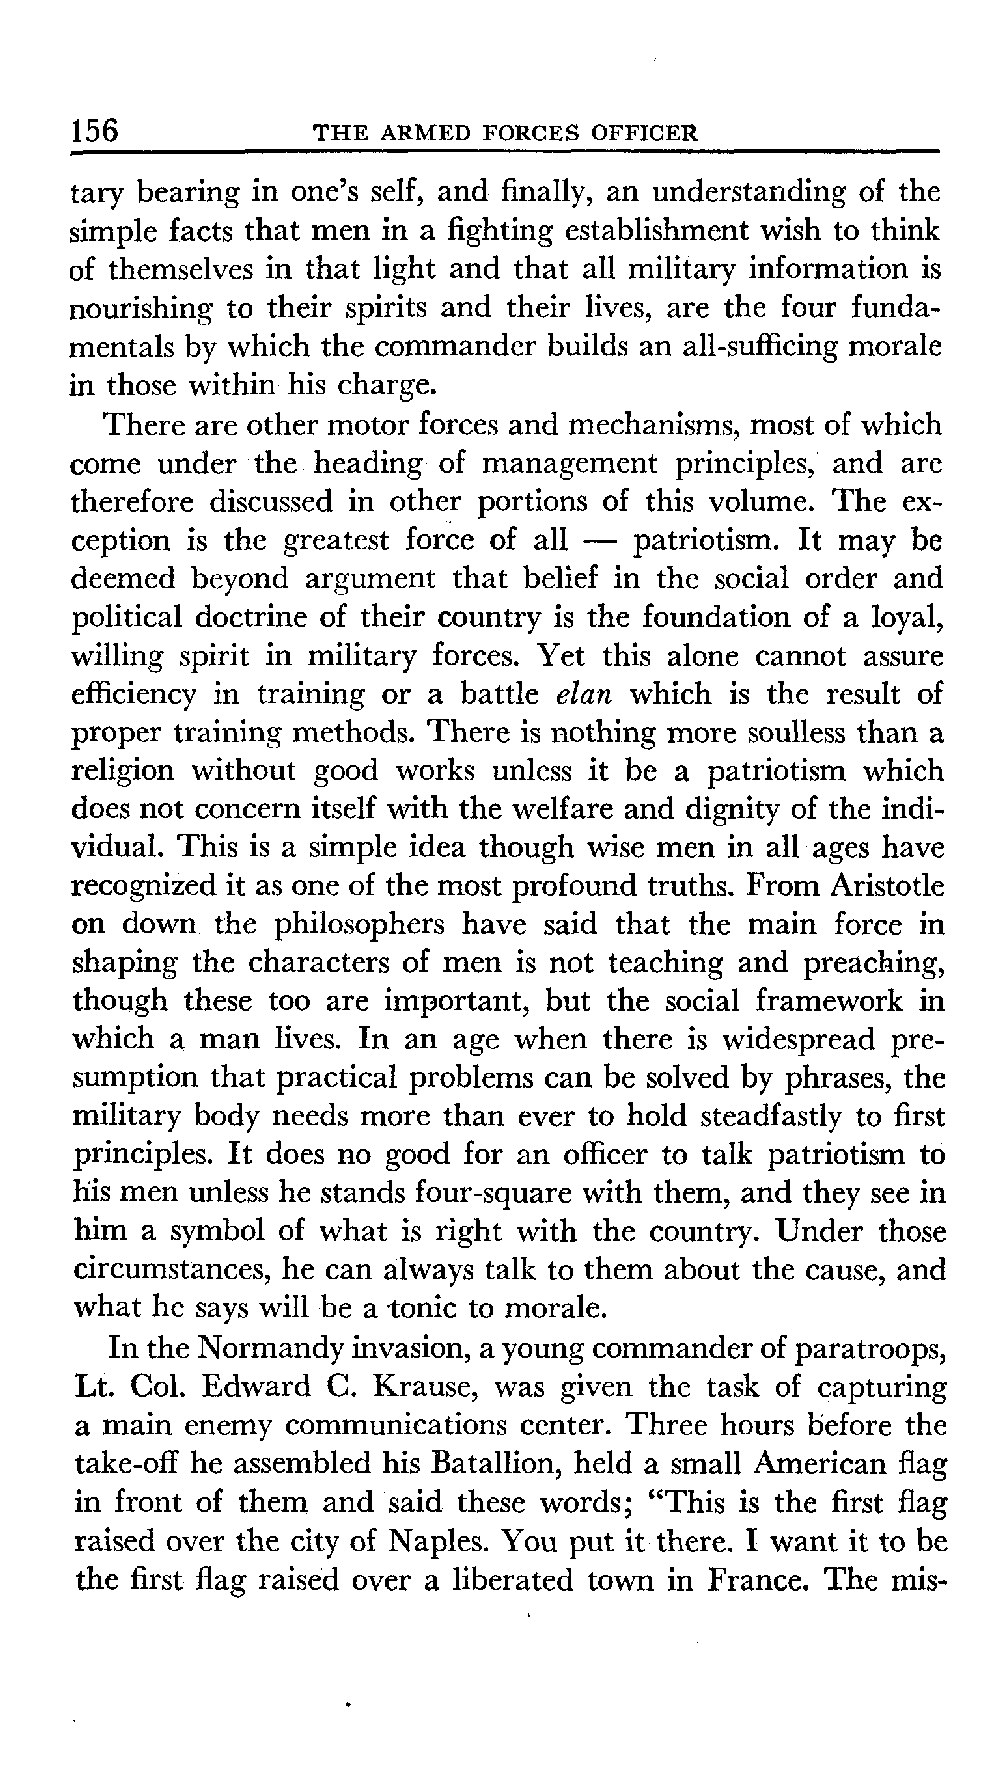 156 THE ARMED FORCES OFFICER
tary bearing in one's self, and finally, an understanding of the
simple facts that men in a fighting establishment wish to think
of themselves in that light and that all military information is
nourishing to their spirits and their lives, are the four funda-
mentals by which the commander builds an all-sufficing morale
in those within his charge.
There are other motor forces and mechanisms, most of which
come under the heading of management principles, and are
therefore discussed in other portions of this volume. The ex-
ception is the greatest force of all — patriotism. It may be
deemed beyond argument that belief in the social order and
political doctrine of their country is the foundation of a loyal,
willing spirit in military forces. Yet this alone cannot assure
efficiency in training or a battle elan which is the result of
proper training methods. There is nothing more soulless than a
religion without good works unless it be a patriotism which
does not concern itself with the welfare and dignity of the indi-
vidual. This is a simple idea though wise men in all ages have
recognized it as one of the most profound truths. From Aristotle
on down the philosophers have said that the main force in
shaping the characters of men is not teaching and preaching,
though these too are important, but the social framework in
which a man lives. In an age when there is widespread pre-
sumption that practical problems can be solved by phrases, the
military body needs more than ever to hold steadfastly to first
principles. It does no good for an officer to talk patriotism to
his men unless he stands four-square with them, and they see in
him a symbol of what is right with the country. Under those
circumstances, he can always talk to them about the cause, and
what he says will be a tonic to morale.
In the Normandy invasion, a young commander of paratroops,
Lt. Col. Edward C. Krause, was given the task of capturing
a main enemy communications center. Three hours before the
take-off he assembled his Batallion, held a small American flag
in front of them and said these words; “This is the first flag
raised over the city of Naples. You put it there. I want it to be
the first flag raised over a liberated town in France. The mis-